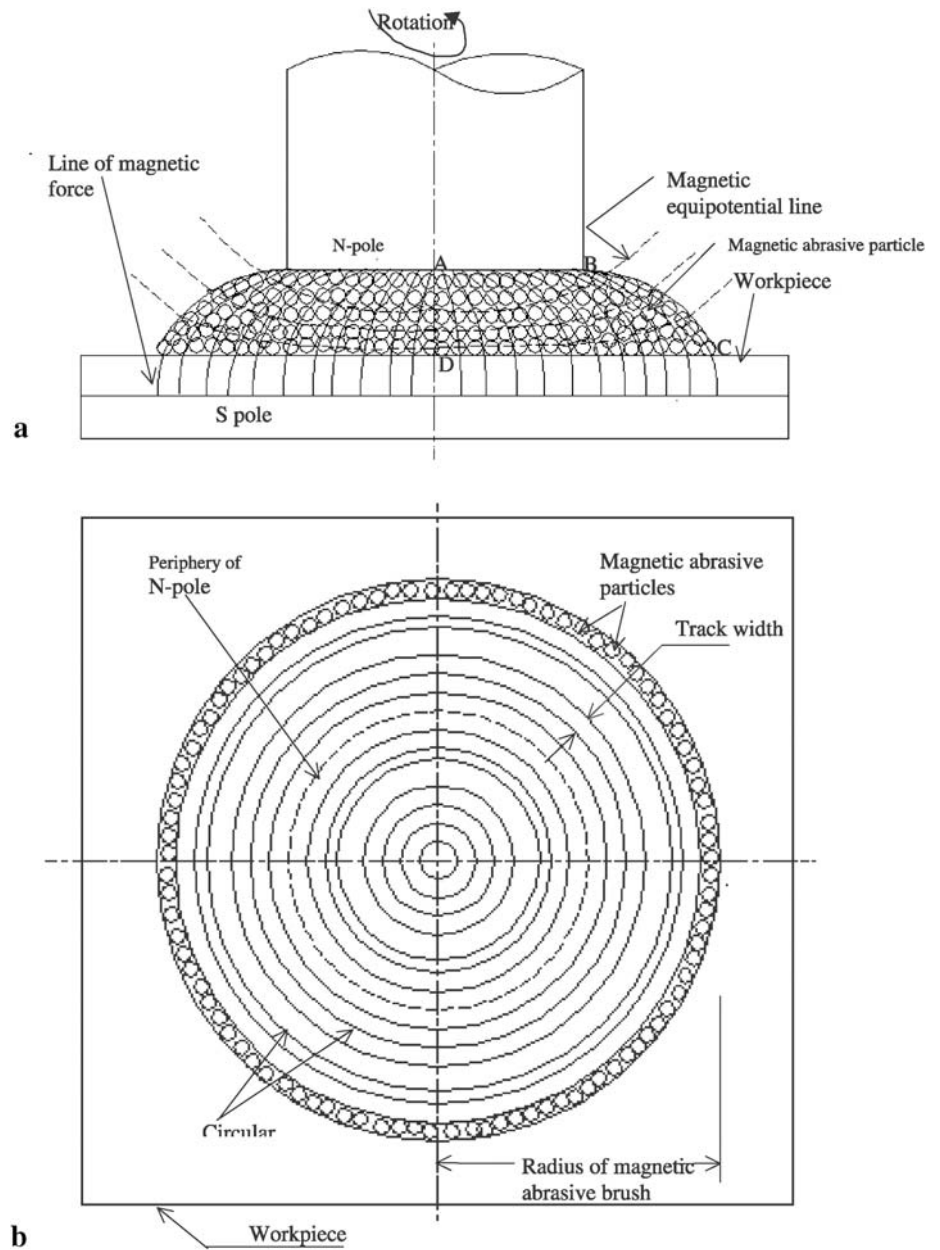 Rotation
Line of magnetic
force
Magnetic
equipotential line
N-pole
A
B
Magnetic abrasive particle
Workpiece
C
D
S pole
a
Periphery of
N-pole
Magnetic abrasive
particles
Track width
Circular
Radius of magnetic
abrasive brush
b
Workpiece